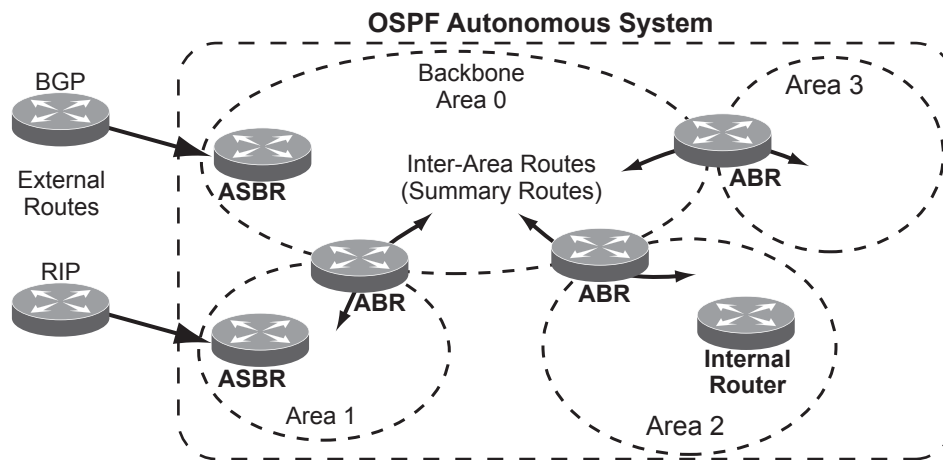 OSPF Autonomous System
BGP
External
Routes
RIP
Backbone
Area 0
Area 3
ASBR
Inter-Area Routes
(Summary Routes)
ABR
ABR
ABR
ASBR
Internal
Router
Area 1
Area 2